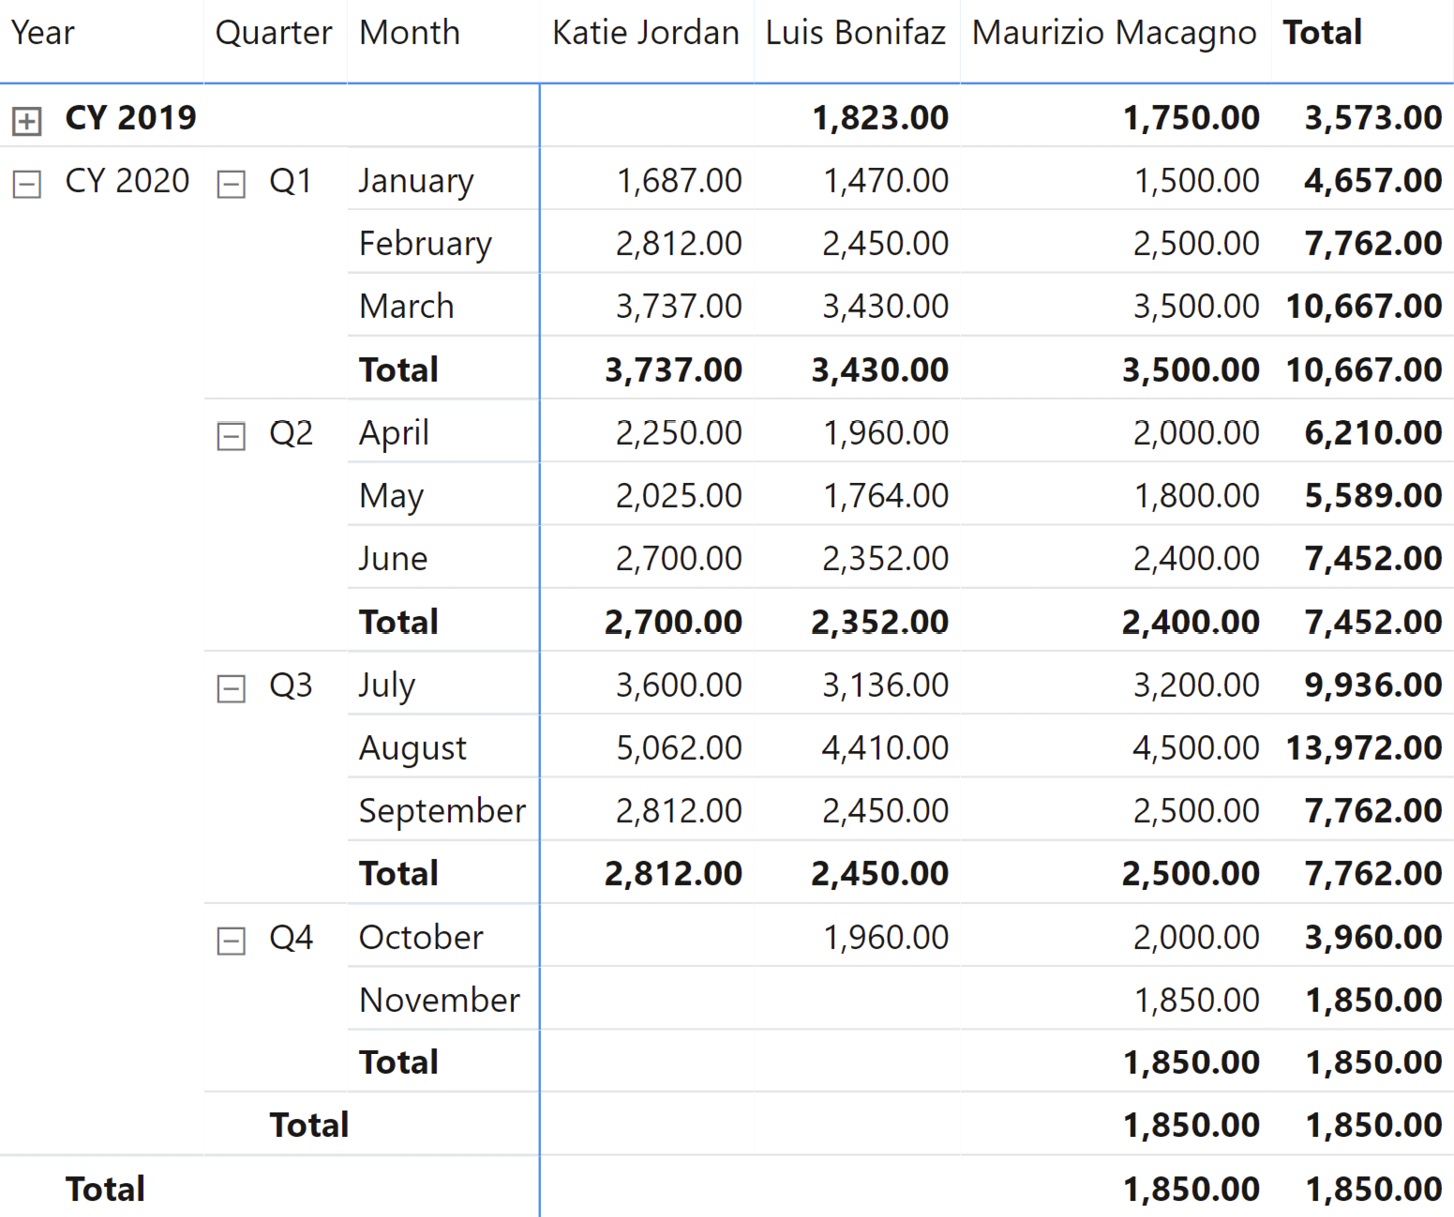 Year Quarter Month Katie Jordan Luis Bonifaz Maurizio Macagno Total
CY 2019 1,823.00 1,750.00 3,573.00
CY 2020 Q1 January 1,687.00 1,470.00 1,500.00 4,657.00
February 2,812.00 2,450.00 2,500.00 7,762.00
March 3,737.00 3,430.00 3,500.00 10,667.00
Total 3,737.00 3,430.00 3,500.00 10,667.00
Q2 April 2,250.00 1,960.00 2,000.00 6,210.00
May 2,025.00 1,764.00 1,800.00 5,589.00
June 2,700.00 2,352.00 2,400.00 7,452.00
Total 2,700.00 2,352.00 2,400.00 7,452.00
Q3 July 3,600.00 3,136.00 3,200.00 9,936.00
August 5,062.00 4,410.00 4,500.00 13,972.00
September 2,812.00 2,450.00 2,500.00 7,762.00
Total 2,812.00 2,450.00 2,500.00 7,762.00
Q4 October 1,960.00 2,000.00 3,960.00
November 1,850.00 1,850.00
Total 1,850.00 1,850.00
Total 1,850.00 1,850.00
Total 1,850.00 1,850.00